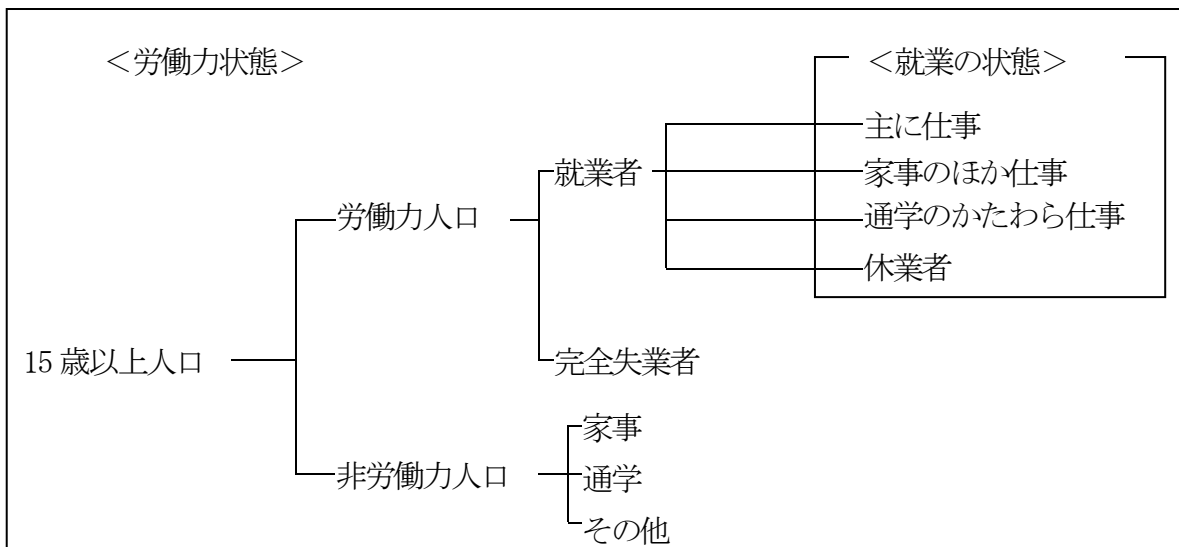 ＜労働力状態＞
＜就業の状態＞
主に仕事
就業者
家事のほか仕事
労働力人口
通学のかたわら仕事
休業者
15 歳以上人口
完全失業者
家事
非労働力人口
通学
その他